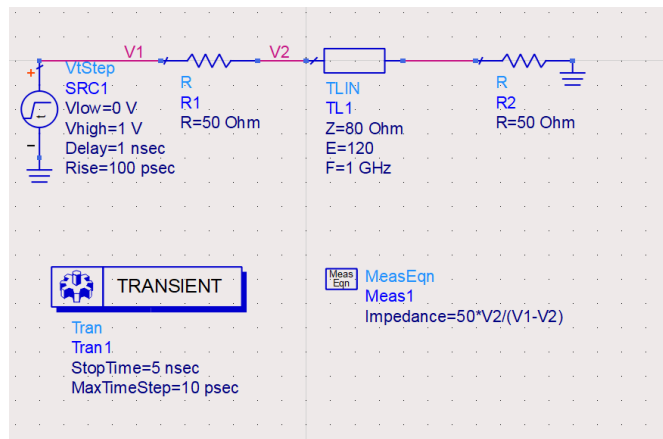 V1
V2
+
VtStep
SRC1
Vlow=0 V
Vhigh=1 V
Delay=1 nsec
Rise=100 psec
-
R
R1
R=50 Ohm
TLIN
TL1
Z=80 Ohm
E=120
F=1 GHz
R
R2
R=50 Ohm
TRANSIENT
Tran
Tran1
StopTime=5 nsec
MaxTimeStep=10 psec
Meas
Eqn
MeasEqn
Meas1
Impedance=50*V2/(V1-V2)